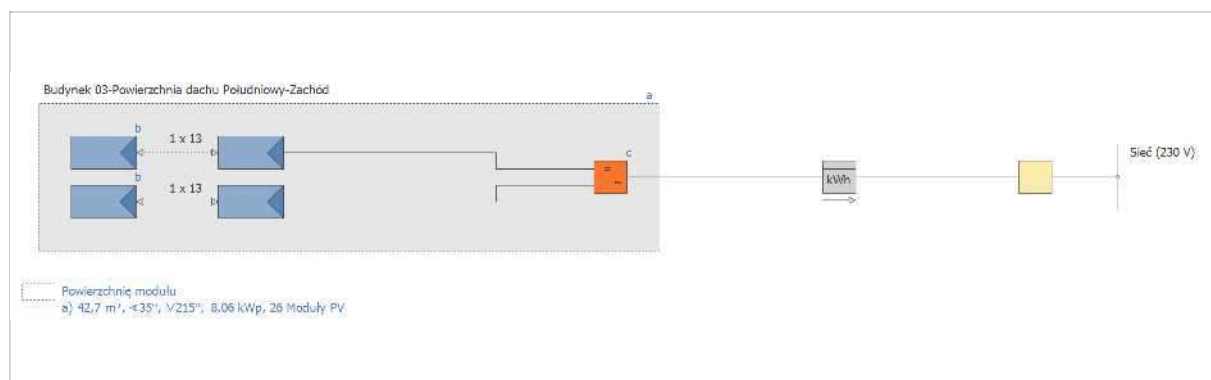 Budynek 03-Powierzchnia dachu Południowy-Zachód
a
b
1 x 13
c
Sieć (230 V)
kWh
b
1 x 13
Powierzchnię modułu
a) 42,7 m², ∢35°, ∨215°, 8,06 kWp, 26 Moduły PV